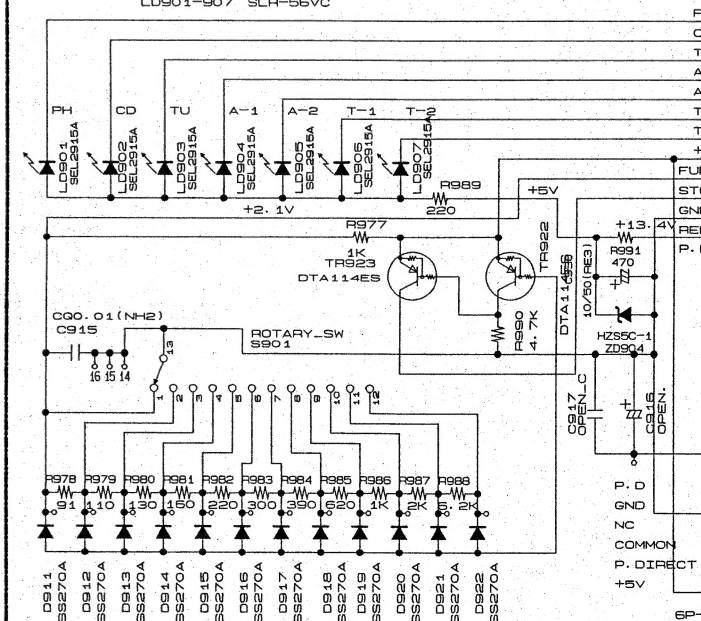 LD901-907 SLR-56VC
PH CD TU A-1 A-2 T-1 T-2
LD901
SEL2915A
LD902
SEL2915A
LD903
SEL2915A
LD904
SEL2915A
LD905
SEL2915A
LD906
SEL2915A
LD907
SEL2915A
R989
220
+5V
+2.1V
R977
1K
TR923
DTA114ES
TR922
DTA114ES
R990
4.7K
10/50(RE3)
+13.4V
R991
470
HZS5C-1
ZD904
FU
ST
GN
RE
P.
CQ0.01(NH2)
C915
16 15 14
13
ROTARY_SW
S901
1 2 3 4 5 6 7 8 9 10 11 12
C917
OPEN_C
C916
OPEN.
R978 R979 R980 R981 R982 R983 R984 R985 R986 R987 R988
91 110 130 160 220 300 390 620 1K 2K 2K
P.D
GND
NC
COMMON
P.DIRECT
+5V
D911
SS270A
D912
SS270A
D913
SS270A
D914
SS270A
D915
SS270A
D916
SS270A
D917
SS270A
D918
SS270A
D919
SS270A
D920
SS270A
D921
SS270A
D922
SS270A
6P-